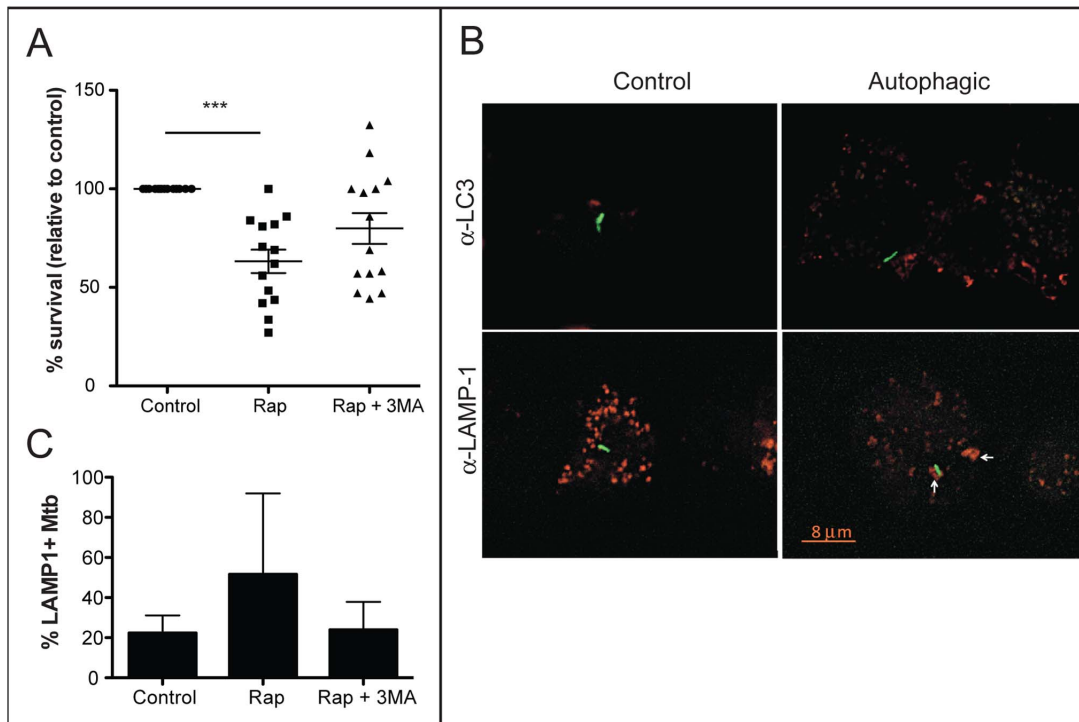 A
% survival (relative to control)
150
100
50
0
***
Control Rap Rap + 3MA
B
Control Autophagic
α-LC3
α-LAMP-1
8 μm
C
% LAMP1+ Mtb
100
80
60
40
20
0
Control Rap Rap + 3MA